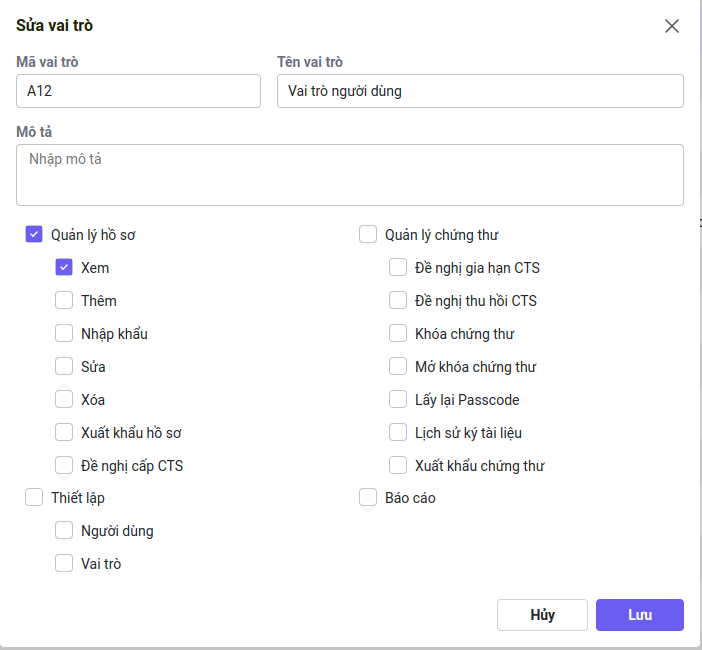 Sửa vai trò
Mã vai trò
Tên vai trò
A12
Vai trò người dùng
Mô tả
Nhập mô tả
Quản lý hồ sơ
Xem
Thêm
Nhập khẩu
Sửa
Xóa
Xuất khẩu hồ sơ
Đề nghị cấp CTS
Thiết lập
Người dùng
Vai trò
Quản lý chứng thư
Đề nghị gia hạn CTS
Đề nghị thu hồi CTS
Khóa chứng thư
Mở khóa chứng thư
Lấy lại Passcode
Lịch sử ký tài liệu
Xuất khẩu chứng thư
Báo cáo
Hủy
Lưu